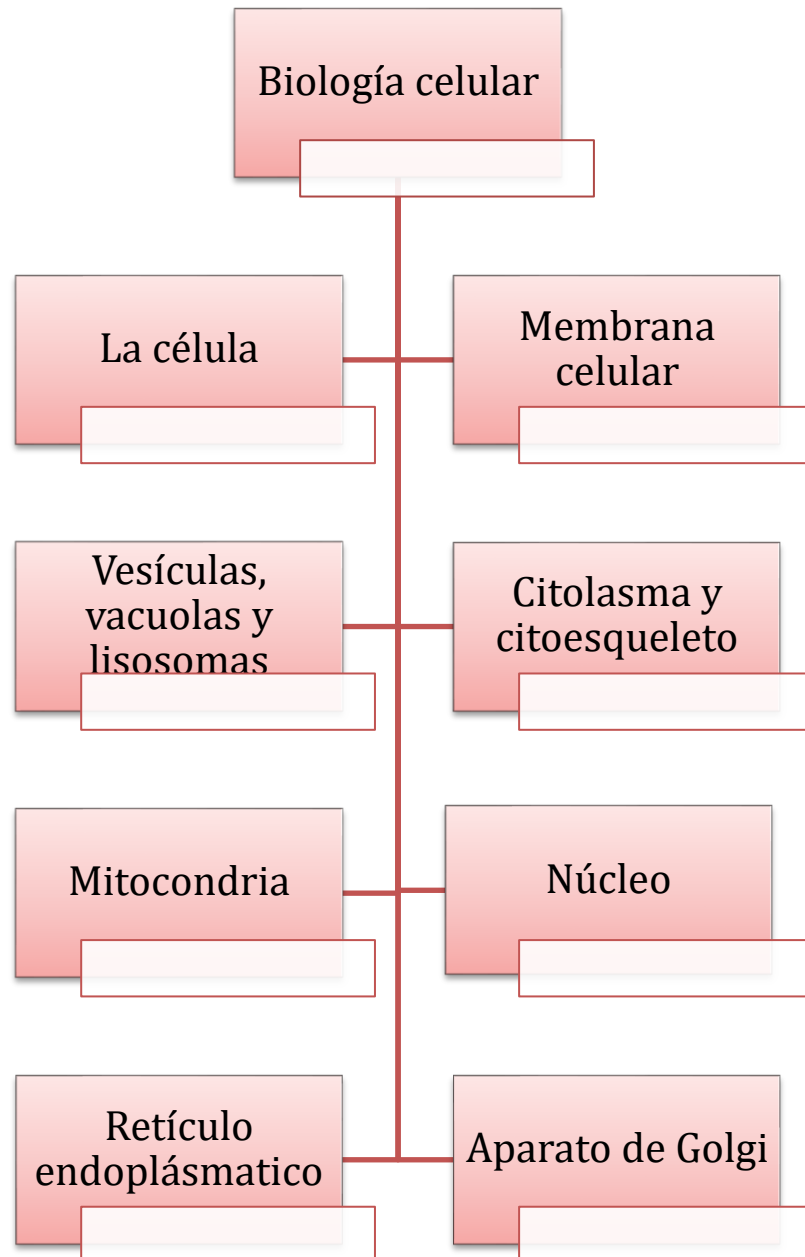 Biología celular
La célula
Membrana
celular
Vesículas,
vacuolas y
lisosomas
Citolasma y
citoesqueleto
Mitocondria
Núcleo
Retículo
endoplásmatico
Aparato de Golgi